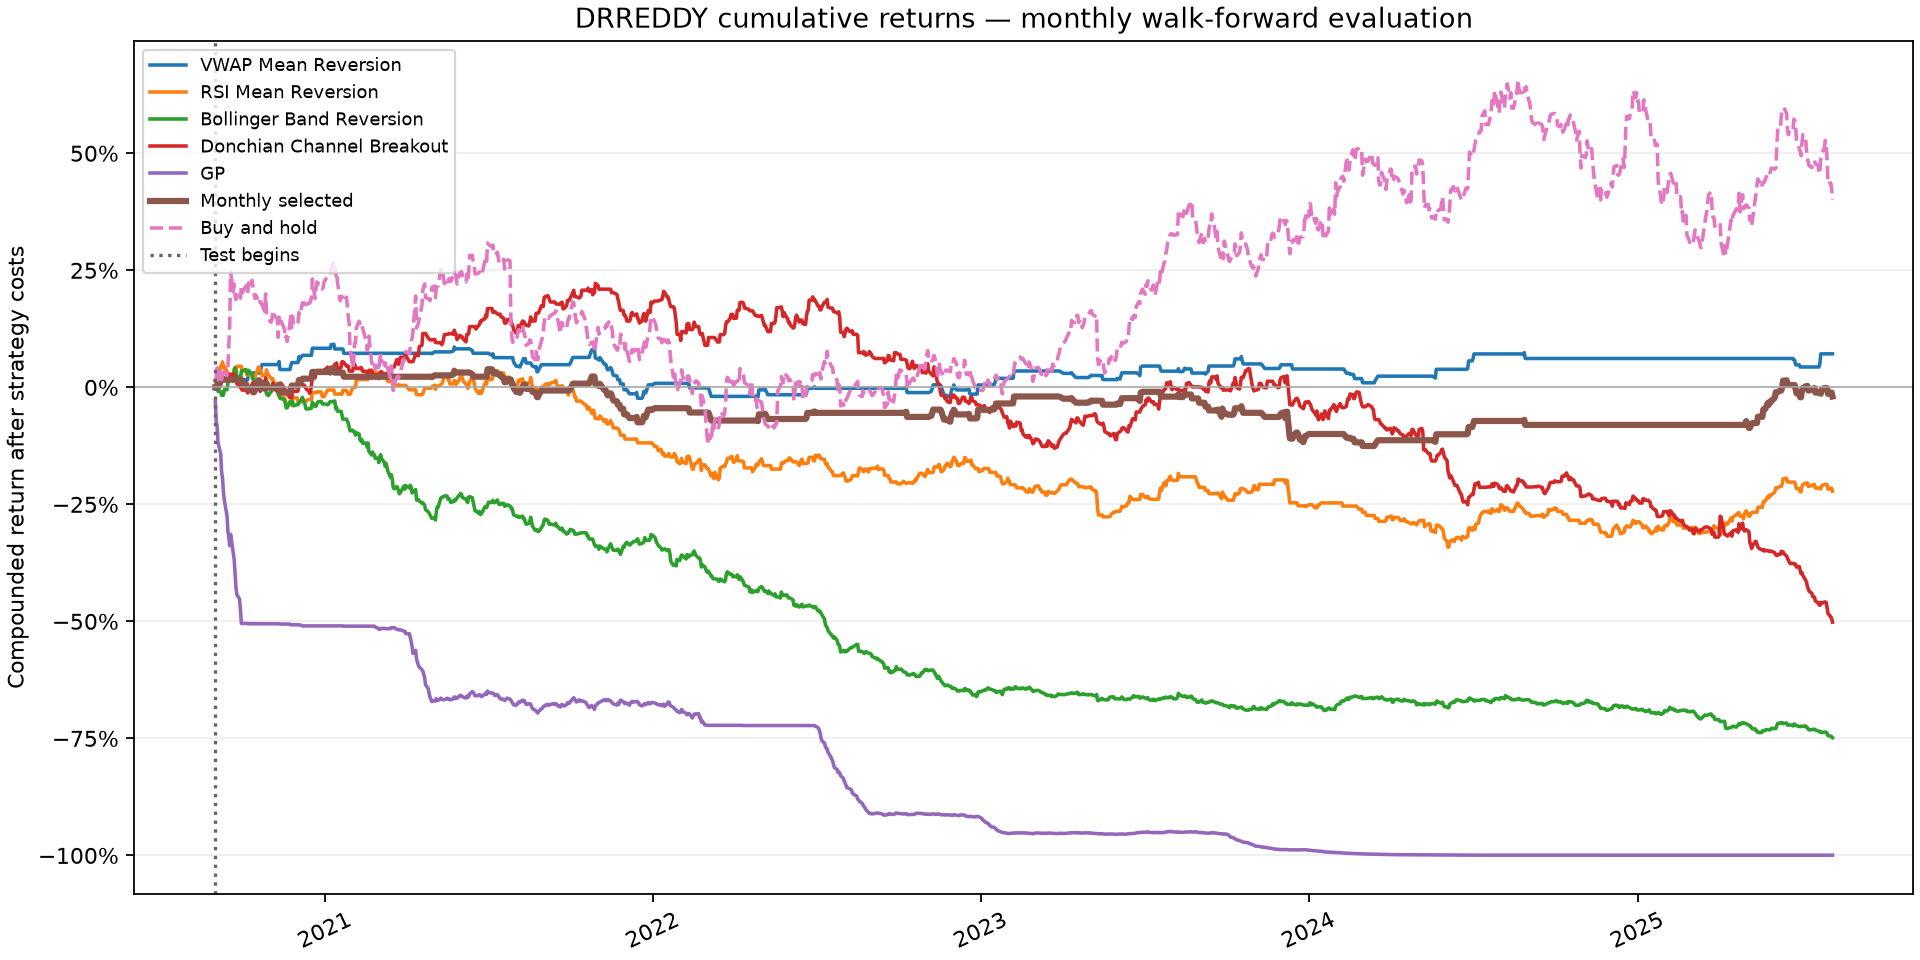 DRREDDY cumulative returns — monthly walk-forward evaluation
VWAP Mean Reversion
RSI Mean Reversion
Bollinger Band Reversion
Donchian Channel Breakout
GP
Monthly selected
Buy and hold
Test begins
Compounded return after strategy costs
50%
25%
0%
−25%
−50%
−75%
−100%
2021
2022
2023
2024
2025